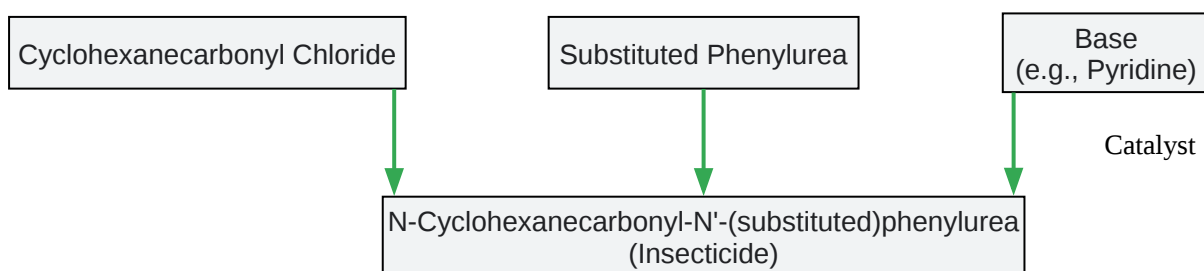 Cyclohexanecarbonyl Chloride
Substituted Phenylurea
Base
(e.g., Pyridine)
Catalyst
N-Cyclohexanecarbonyl-N'-(substituted)phenylurea
(Insecticide)